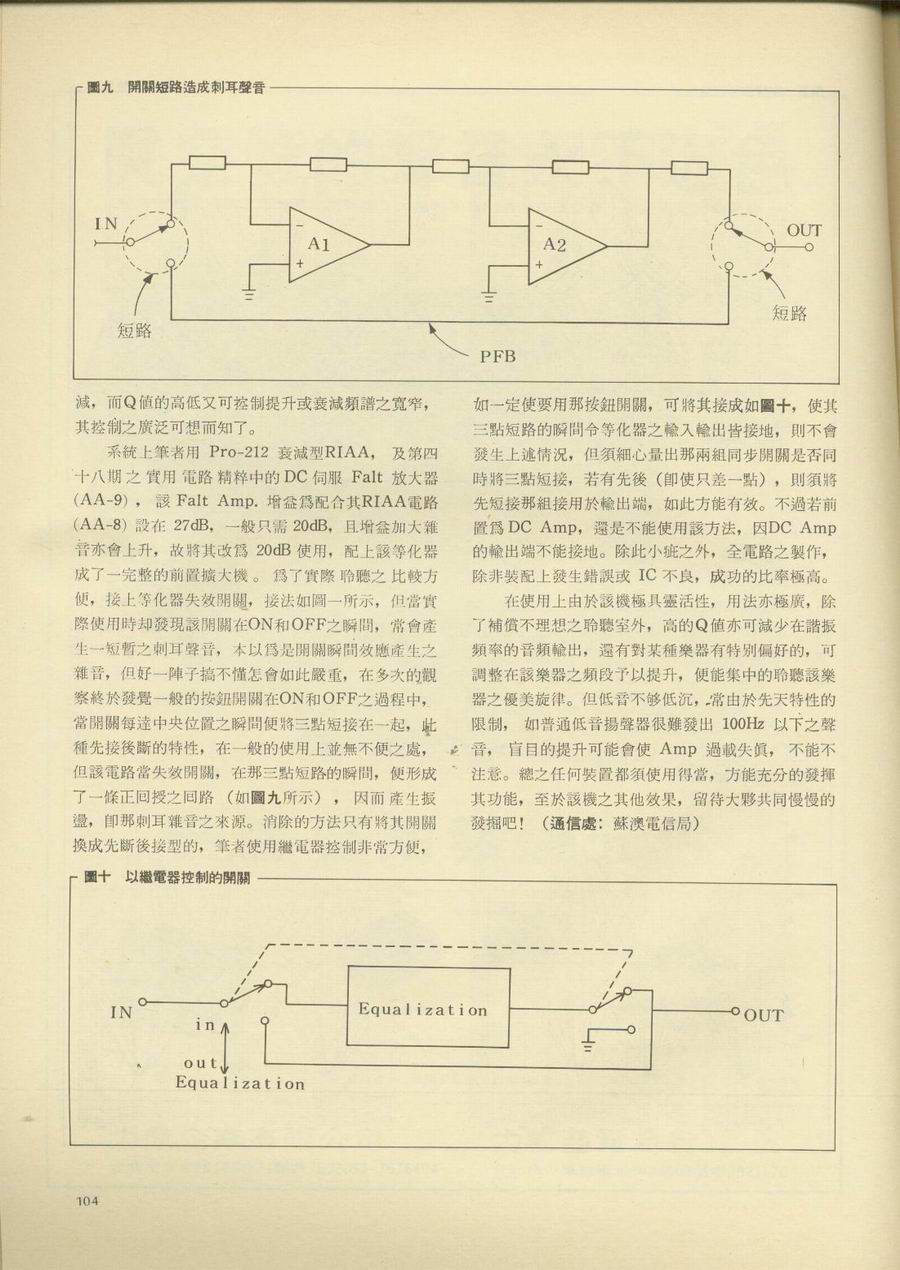 圖九　開關短路造成刺耳聲音
IN
A1
A2
OUT
短路
短路
PFB
減，而Q值的高低又可控制提升或衰減頻譜之寬窄，
其控制之廣泛可想而知了。
系統上筆者用 Pro-212 衰減型RIAA， 及第四
十八期 之 實用 電路 精粹中的 DC 伺服 Falt 放大器
(AA-9) ， 該 Falt Amp. 增益爲配合其RIAA電路
(AA-8) 設在 27dB，一般只需 20dB，且增益加大雜
音亦會上升，故將其改爲 20dB 使用，配上該等化器
成了一完整的前置擴大機 。 爲了實際 聆聽之 比較方
便，接上等化器失效開關，接法如圖一所示，但當實
際使用時却發現該開關在ON和OFF之瞬間，常會產
生一短暫之刺耳聲音，本以爲是開關瞬間效應產生之
雜音，但好一陣子搞不懂怎會如此嚴重，在多次的觀
察終於發覺一般的按鈕開關在ON和OFF之過程中，
當開關每達中央位置之瞬間便將三點短接在一起，此
種先接後斷的特性，在一般的使用上並無不便之處，
但該電路當失效開關，在那三點短路的瞬間，便形成
了一條正回授之回路 （如圖九所示） ， 因而 產生振
盪，卽那刺耳雜音之來源。消除的方法只有將其開關
換成先斷後接型的，筆者使用繼電器控制非常方便，
如一定使要用那按鈕開關，可將其接成如圖十，使其
三點短路的瞬間令等化器之輸入輸出皆接地，則不會
發生上述情況，但須細心量出那兩組同步開關是否同
時將三點短接，若有先後（卽使只差一點），則須將
先短接那組接用於輸出端，如此方能有效。不過若前
置爲 DC Amp，還是不能使用該方法，因DC Amp
的輸出端不能接地。除此小疵之外，全電路之製作，
除非裝配上發生錯誤或 IC 不良，成功的比率極高。
在使用上由於該機極具靈活性，用法亦極廣，除
了補償不理想之聆聽室外，高的Q值亦可減少在諧振
頻率的音頻輸出，還有對某種樂器有特別偏好的，可
調整在該樂器之頻段予以提升，便能集中的聆聽該樂
器之優美旋律。但低音不够低沉，常由於先天特性的
限制， 如普通低音揚聲器很難發出 100Hz 以下之聲
音， 盲目的提升可能會使 Amp 過載失眞， 不能不
注意。總之任何裝置都須使用得當，方能充分的發揮
其功能，至於該機之其他效果，留待大夥共同慢慢的
發掘吧！（通信處：蘇澳電信局）
圖十　以繼電器控制的開關
IN
in
out
Equalization
Equalization
OUT
104